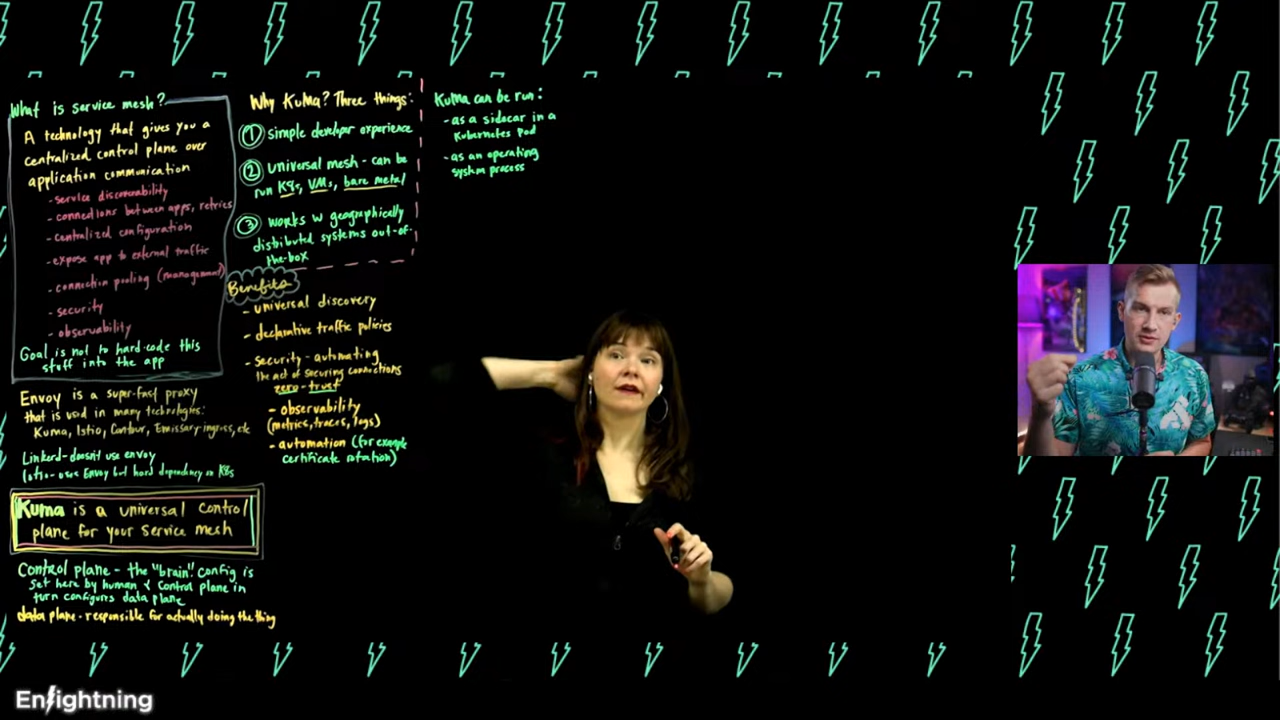 What is service mesh?
A technology that gives you a
centralized control plane over
application communication
- service discoverability
- connections between apps, retries
- centralized configuration
- expose app to external traffic
- connection pooling (management)
- security
- observability
Goal is not to hard-code this
stuff into the app
Envoy is a super-fast proxy
that is used in many technologies:
Kuma, Istio, Contour, Emissary-ingress, etc
Linkerd-doesn't use envoy
Istio-uses Envoy but hard dependency on K8s
Kuma is a universal control
plane for your service mesh
Control plane - the "brain". config is
set here by human & control plane in
turn configures data plane
data plane - responsible for actually doing the thing
Why Kuma? Three things:
① simple developer experience
② universal mesh - can be
run K8s, VMs, bare metal
③ works w geographically
distributed systems out-of-
the-box
Benefits
- universal discovery
- declarative traffic policies
- security - automating
the act of securing connections
zero-trust
- observability
(metrics, traces, logs)
- automation (for example
certificate rotation)
Kuma can be run:
- as a sidecar in a
Kubernetes pod
- as an operating
system process
Enlightning